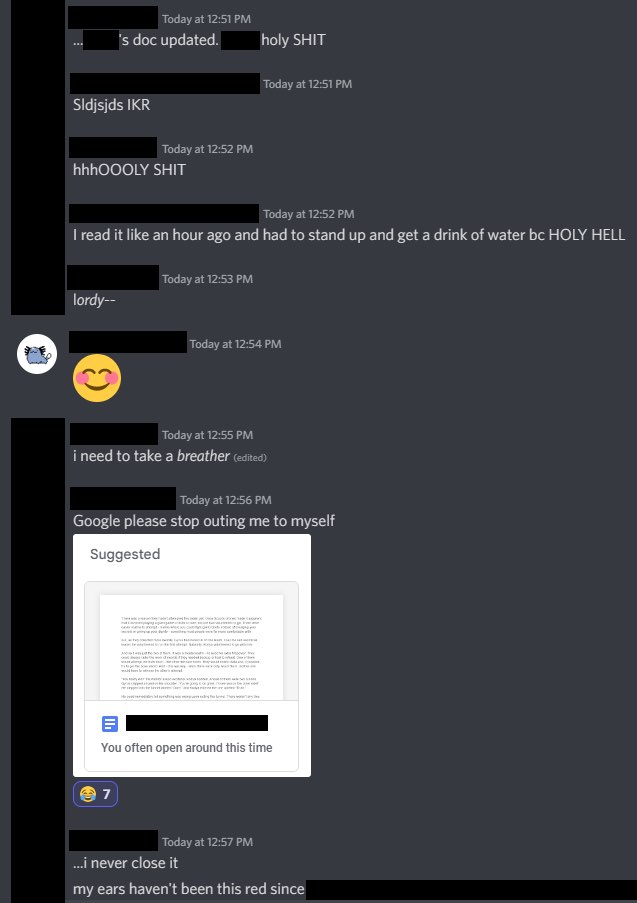 Today at 12:51 PM
...'s doc updated. holy SHIT
Today at 12:51 PM
Sldjsjds IKR
Today at 12:52 PM
hhhOOOLY SHIT
Today at 12:52 PM
I read it like an hour ago and had to stand up and get a drink of water bc HOLY HELL
Today at 12:53 PM
lordy--
Today at 12:54 PM
Today at 12:55 PM
i need to take a breather (edited)
Today at 12:56 PM
Google please stop outing me to myself
Suggested
You often open around this time
7
Today at 12:57 PM
...i never close it
my ears haven't been this red since